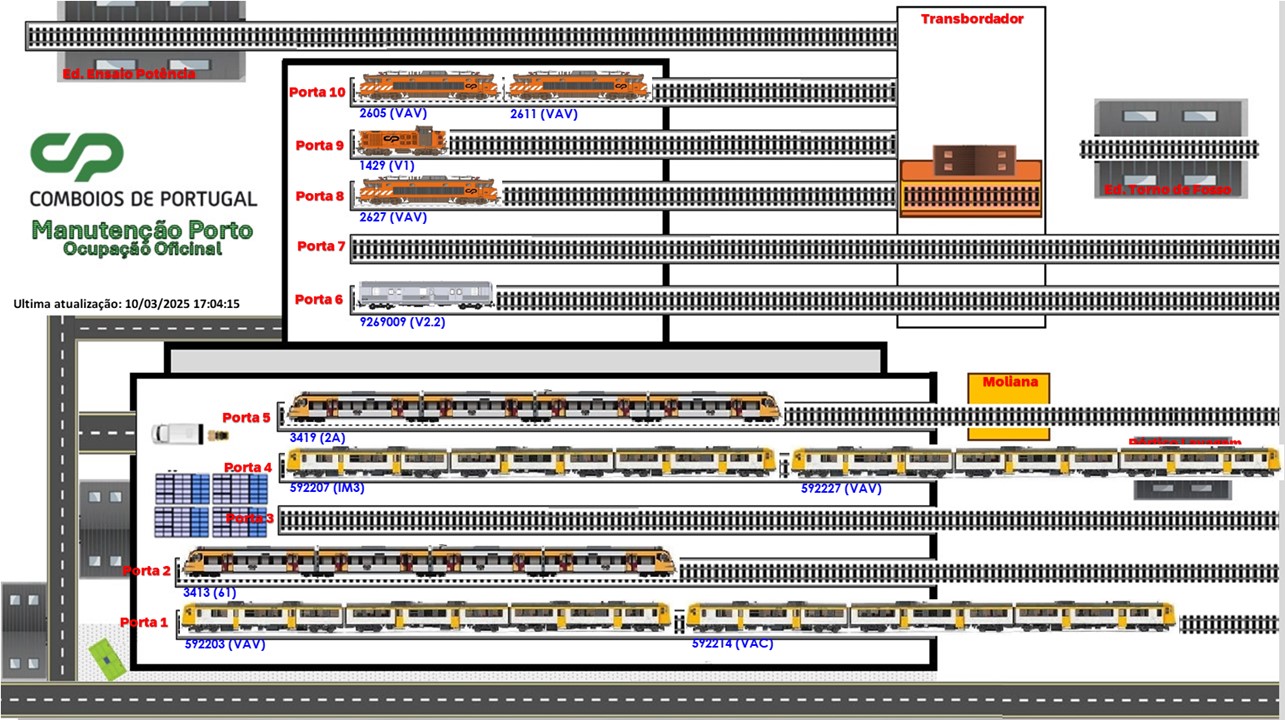 Transbordador
Ed. Ensaio Potência
Porta 10
2605 (VAV)
2611 (VAV)
Porta 9
1429 (V1)
CP
COMBOIOS DE PORTUGAL
Manutenção Porto
Ocupação Oficinal
Porta 8
2627 (VAV)
Ed. Torno de Fosso
Porta 7
Ultima atualização: 10/03/2025 17:04:15
Porta 6
9269009 (V2.2)
Moliana
Porta 5
3419 (2A)
Porta 4
592207 (IM3)
592227 (VAV)
Porta 3
Porta 2
3413 (61)
Porta 1
592203 (VAV)
592214 (VAC)